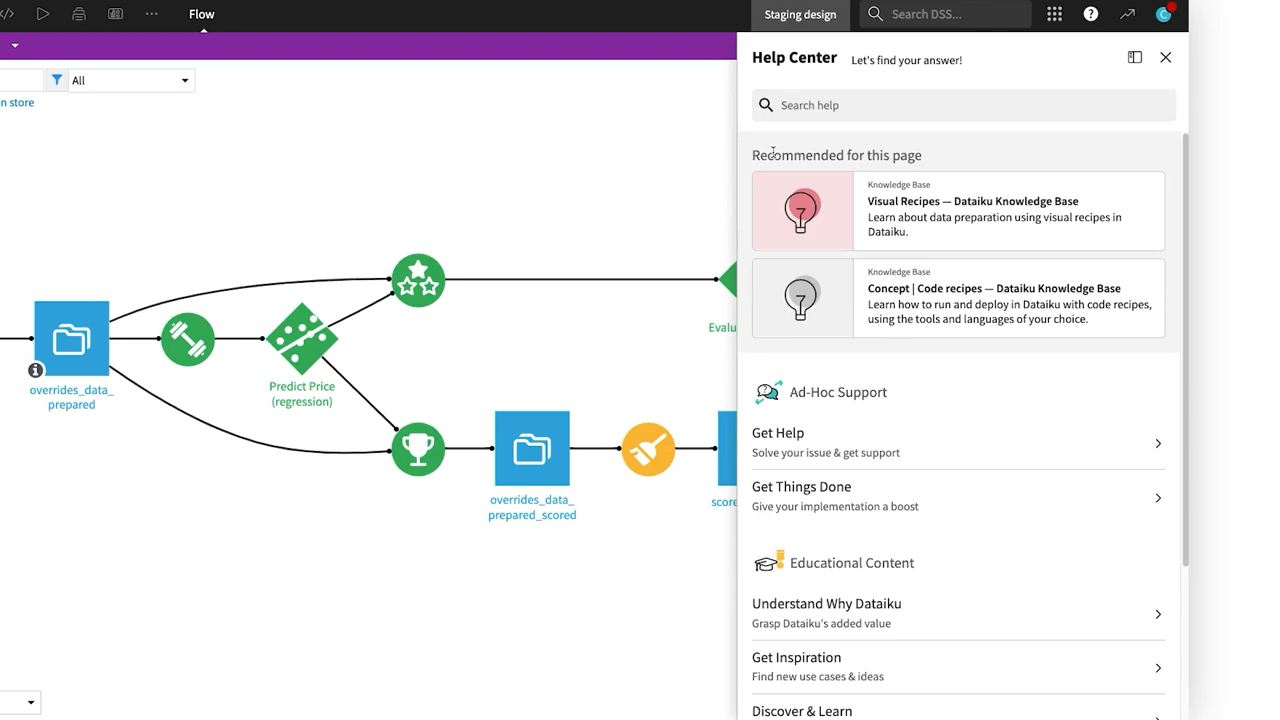 Flow
Staging design
Search DSS...
C
All
n store
Help Center
Let's find your answer!
Search help
Recommended for this page
Knowledge Base
Visual Recipes — Dataiku Knowledge Base
Learn about data preparation using visual recipes in
Dataiku.
Knowledge Base
Concept | Code recipes — Dataiku Knowledge Base
Learn how to run and deploy in Dataiku with code recipes,
using the tools and languages of your choice.
Ad-Hoc Support
Get Help
Solve your issue & get support
Get Things Done
Give your implementation a boost
Educational Content
Understand Why Dataiku
Grasp Dataiku's added value
Get Inspiration
Find new use cases & ideas
Discover & Learn
overrides_data_
prepared
Predict Price
(regression)
Evalu
overrides_data_
prepared_scored
score